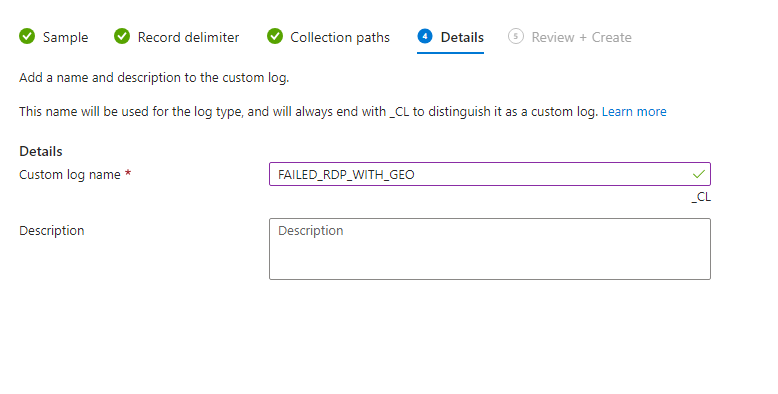 Sample Record delimiter Collection paths 4 Details 5 Review + Create
Add a name and description to the custom log.
This name will be used for the log type, and will always end with _CL to distinguish it as a custom log. Learn more
Details
Custom log name * FAILED_RDP_WITH_GEO
_CL
Description Description